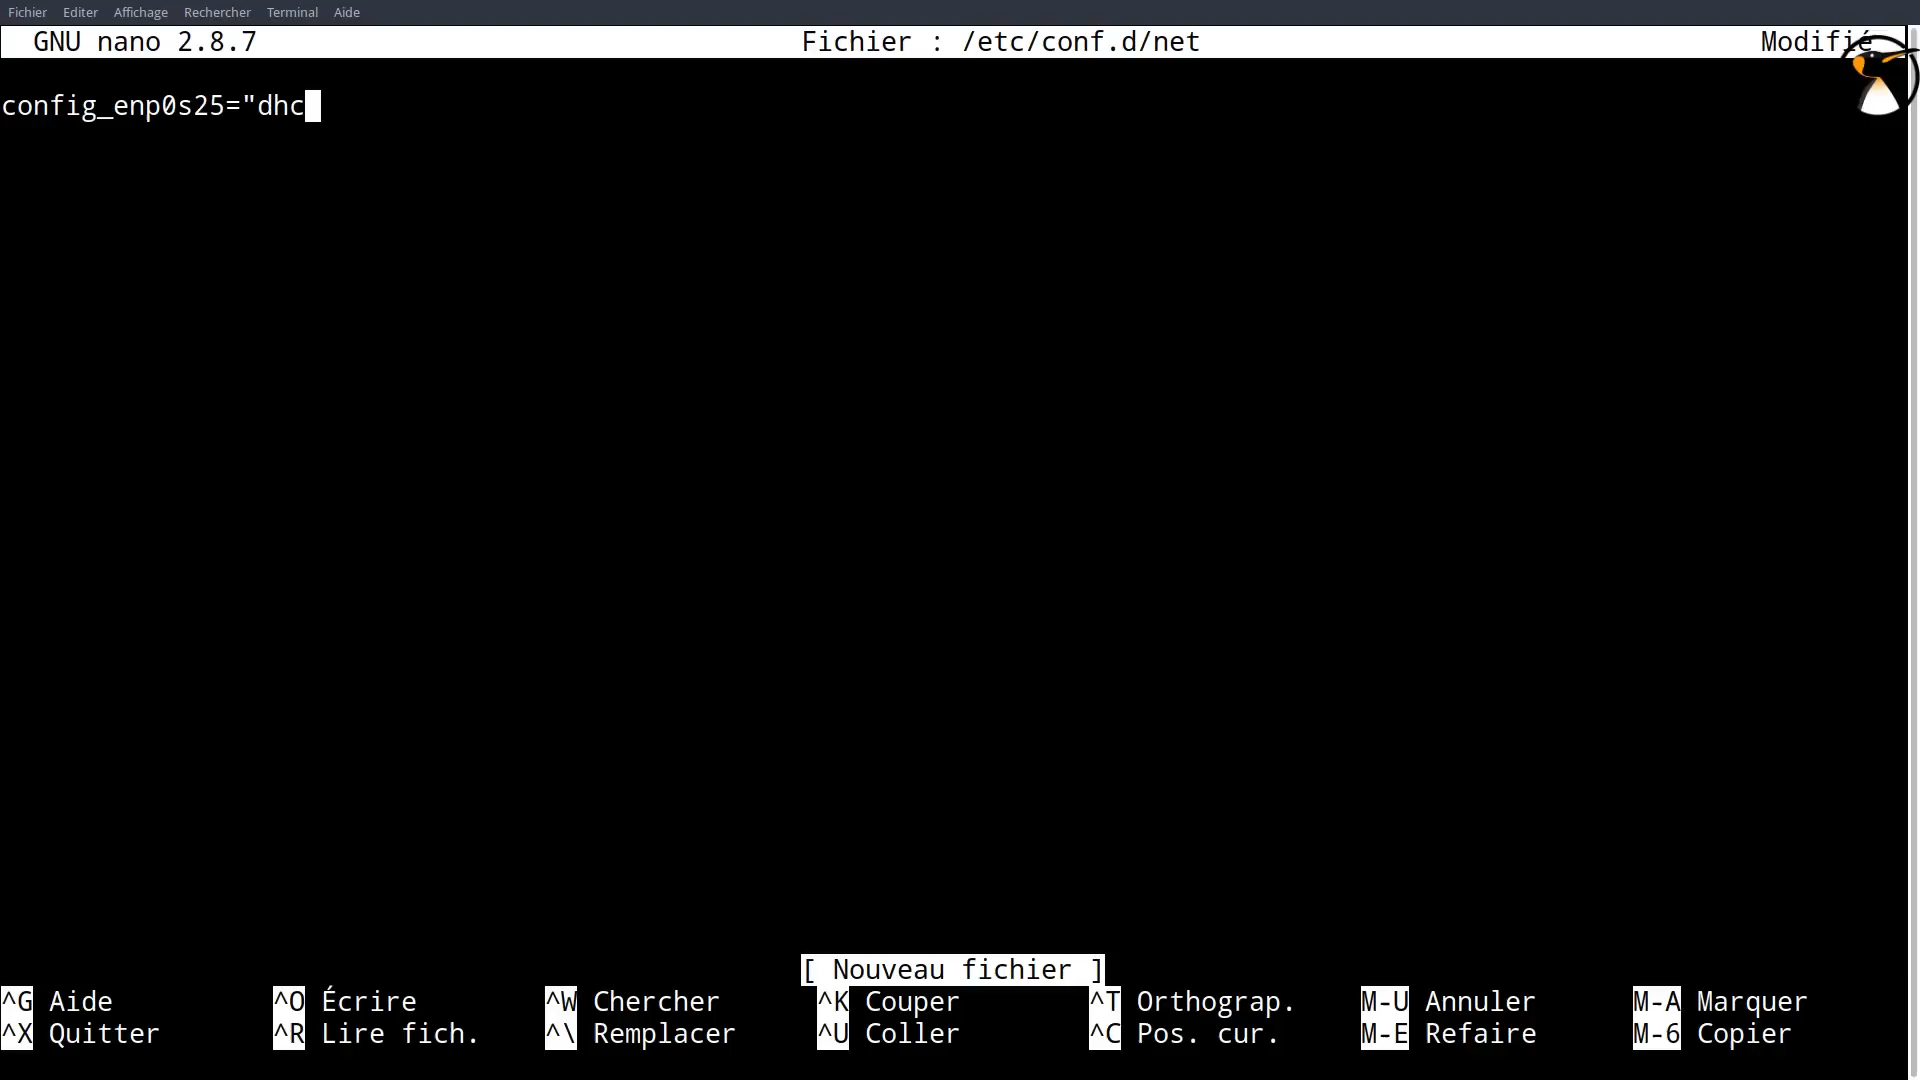 Fichier Editer Affichage Rechercher Terminal Aide
GNU nano 2.8.7 Fichier : /etc/conf.d/net Modifié
config_enp0s25="dhc
[ Nouveau fichier ]
^G Aide ^O Écrire ^W Chercher ^K Couper ^T Orthograp. M-U Annuler M-A Marquer
^X Quitter ^R Lire fich. ^\ Remplacer ^U Coller ^C Pos. cur. M-E Refaire M-6 Copier